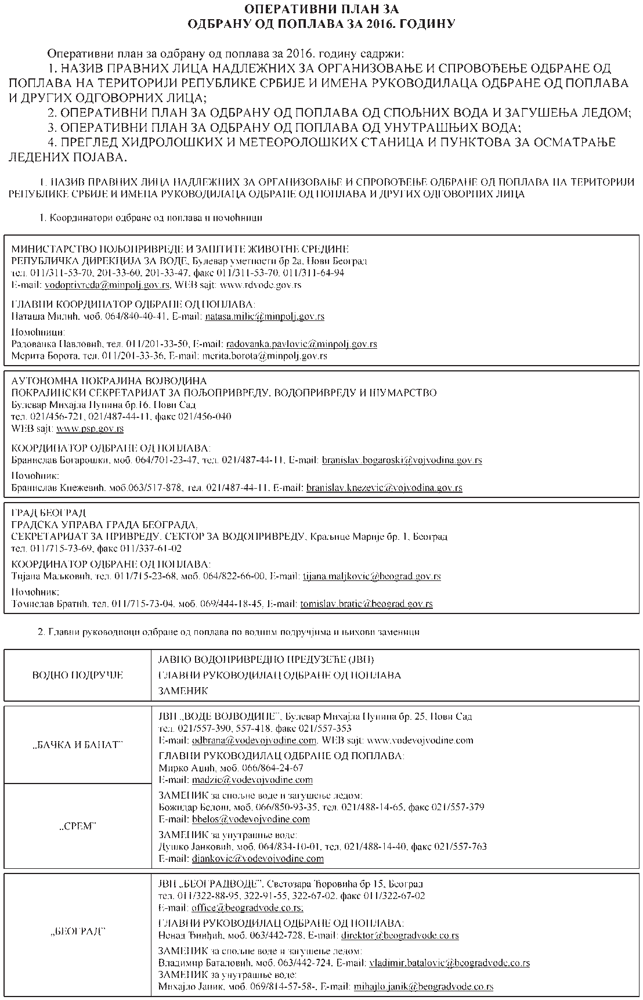 ОПЕРАТИВНИ ПЛАН ЗА
ОДБРАНУ ОД ПОПЛАВА ЗА 2016. ГОДИНУ
Оперативни план за одбрану од поплава за 2016. годину садржи:
1. НАЗИВ ПРАВНИХ ЛИЦА НАДЛЕЖНИХ ЗА ОРГАНИЗОВАЊЕ И СПРОВОЂЕЊЕ ОДБРАНЕ ОД
ПОПЛАВА НА ТЕРИТОРИЈИ РЕПУБЛИКЕ СРБИЈЕ И ИМЕНА РУКОВОДИЛАЦА ОДБРАНЕ ОД ПОПЛАВА
И ДРУГИХ ОДГОВОРНИХ ЛИЦА;
2. ОПЕРАТИВНИ ПЛАН ЗА ОДБРАНУ ОД ПОПЛАВА ОД СПОЉНИХ ВОДА И ЗАГУШЕЊА ЛЕДОМ;
3. ОПЕРАТИВНИ ПЛАН ЗА ОДБРАНУ ОД ПОПЛАВА ОД УНУТРАШЊИХ ВОДА;
4. ПРЕГЛЕД ХИДРОЛОШКИХ И МЕТЕОРОЛОШКИХ СТАНИЦА И ПУНКТОВА ЗА ОСМАТРАЊЕ
ЛЕДЕНИХ ПОЈАВА.
1. НАЗИВ ПРАВНИХ ЛИЦА НАДЛЕЖНИХ ЗА ОРГАНИЗОВАЊЕ И СПРОВОЂЕЊЕ ОДБРАНЕ ОД ПОПЛАВА НА ТЕРИТОРИЈИ
РЕПУБЛИКЕ СРБИЈЕ И ИМЕНА РУКОВОДИЛАЦА ОДБРАНЕ ОД ПОПЛАВА И ДРУГИХ ОДГОВОРНИХ ЛИЦА
1. Координатори одбране од поплава и помоћници
МИНИСТАРСТВО ПОЉОПРИВРЕДЕ И ЗАШТИТЕ ЖИВОТНЕ СРЕДИНЕ
РЕПУБЛИЧКА ДИРЕКЦИЈА ЗА ВОДЕ, Булевар уметности бр 2а, Нови Београд
тел. 011/311-53-70, 201-33-60, 201-33-47, факс 011/311-53-70, 011/311-64-94
E-mail: vodoprivreda@minpolj.gov.rs, WEB sajt: www.rdvode.gov.rs
ГЛАВНИ КООРДИНАТОР ОДБРАНЕ ОД ПОПЛАВА:
Наташа Милић, моб. 064/840-40-41, E-mail: natasa.milic@minpolj.gov.rs
Помоћници:
Радованка Павловић, тел. 011/201-33-50, E-mail: radovanka.pavlovic@minpolj.gov.rs
Мерита Борота, тел. 011/201-33-36, E-mail: merita.borota@minpolj.gov.rs
АУТОНОМНА ПОКРАЈИНА ВОЈВОДИНА
ПОКРАЈИНСКИ СЕКРЕТАРИЈАТ ЗА ПОЉОПРИВРЕДУ, ВОДОПРИВРЕДУ И ШУМАРСТВО
Булевар Михајла Пупина бр.16, Нови Сад
тел. 021/456-721, 021/487-44-11, факс 021/456-040
WEB sajt: www.psp.gov.rs
КООРДИНАТОР ОДБРАНЕ ОД ПОПЛАВА:
Бранислав Богарошки, моб. 064/701-23-47, тел. 021/487-44-11, E-mail: branislav.bogaroski@vojvodina.gov.rs
Помоћник:
Бранислав Кнежевић, моб.063/517-878, тел. 021/487-44-11, E-mail: branislav.knezevic@vojvodina.gov.rs
ГРАД БЕОГРАД
ГРАДСКА УПРАВА ГРАДА БЕОГРАДА,
СЕКРЕТАРИЈАТ ЗА ПРИВРЕДУ, СЕКТОР ЗА ВОДОПРИВРЕДУ, Краљице Марије бр. 1, Београд
тел. 011/715-73-69, факс 011/337-61-02
КООРДИНАТОР ОДБРАНЕ ОД ПОПЛАВА:
Тијана Маљковић, тел. 011/715-23-68, моб. 064/822-66-00, E-mail: tijana.maljkovic@beograd.gov.rs
Помоћник:
Томислав Братић, тел. 011/715-73-04, моб. 069/444-18-45, E-mail: tomislav.bratic@beograd.gov.rs
2. Главни руководиоци одбране од поплава по водним подручјима и њихови заменици
ВОДНО ПОДРУЧЈЕ
ЈАВНО ВОДОПРИВРЕДНО ПРЕДУЗЕЋЕ (ЈВП)
ГЛАВНИ РУКОВОДИЛАЦ ОДБРАНЕ ОД ПОПЛАВА
ЗАМЕНИК
„БАЧКА И БАНАТ”
ЈВП „ВОДЕ ВОЈВОДИНЕ”, Булевар Михајла Пупина бр. 25, Нови Сад
тел. 021/557-390, 557-418, факс 021/557-353
E-mail: odbrana@vodevojvodine.com, WEB sajt: www.vodevojvodine.com
ГЛАВНИ РУКОВОДИЛАЦ ОДБРАНЕ ОД ПОПЛАВА:
Мирко Аџић, моб. 066/864-24-67
E-mail: madzic@vodevojvodine.com
„СРЕМ”
ЗАМЕНИК за спољне воде и загушење ледом:
Божидар Белош, моб. 066/850-93-35, тел. 021/488-14-65, факс 021/557-379
E-mail: bbelos@vodevojvodine.com
ЗАМЕНИК за унутрашње воде:
Душко Јанковић, моб. 064/834-10-01, тел. 021/488-14-40, факс 021/557-763
E-mail: djankovic@vodevojvodine.com
„БЕОГРАД”
ЈВП „БЕОГРАДВОДЕ”, Светозара Ћоровића бр 15, Београд
тел. 011/322-88-95, 322-91-55, 322-67-02, факс 011/322-67-02
E-mail: office@beogradvode.co.rs;
ГЛАВНИ РУКОВОДИЛАЦ ОДБРАНЕ ОД ПОПЛАВА:
Ненад Ђинђић, моб. 063/442-728, E-mail: direktor@beogradvode.co.rs
ЗАМЕНИК за спољне воде и загушење ледом:
Владимир Баталовић, моб. 063/442-724, E-mail: vladimir.batalovic@beogradvode.co.rs
ЗАМЕНИК за унутрашње воде:
Михајло Јаник, моб. 069/814-57-58-, E-mail: mihajlo.janik@beogradvode.co.rs